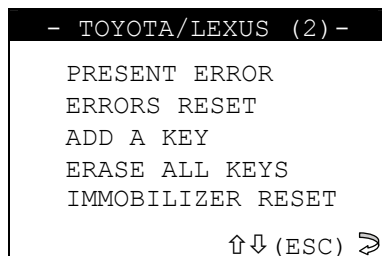 - TOYOTA/LEXUS (2)-
PRESENT ERROR
ERRORS RESET
ADD A KEY
ERASE ALL KEYS
IMMOBILIZER RESET
⇧⇩(ESC)